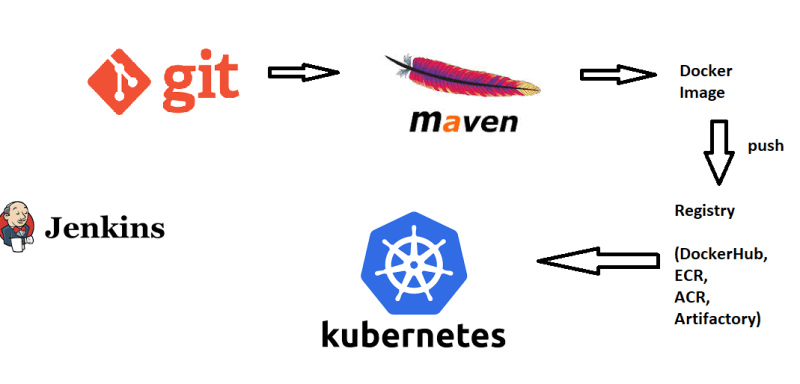 git
maven
Docker
Image
push
Registry
Jenkins
(DockerHub,
ECR,
ACR,
Artifactory)
kubernetes